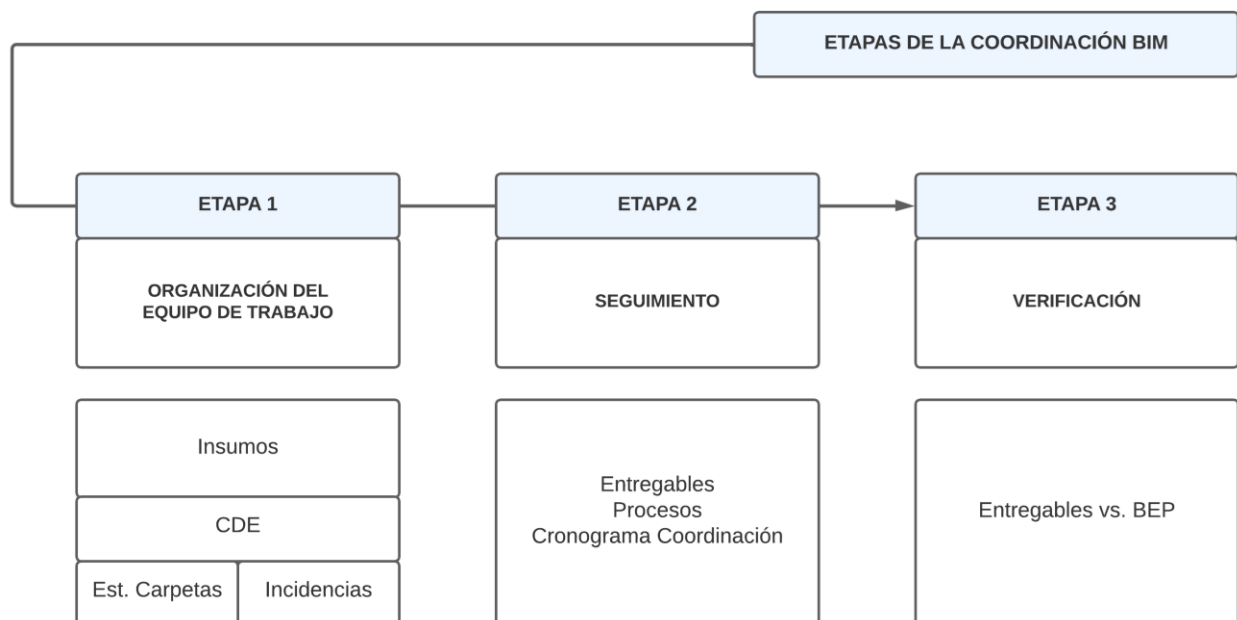 ETAPAS DE LA COORDINACIÓN BIM
ETAPA 1
ETAPA 2
ETAPA 3
ORGANIZACIÓN DEL
EQUIPO DE TRABAJO
SEGUIMIENTO
VERIFICACIÓN
Insumos
CDE
Est. Carpetas
Incidencias
Entregables
Procesos
Cronograma Coordinación
Entregables vs. BEP